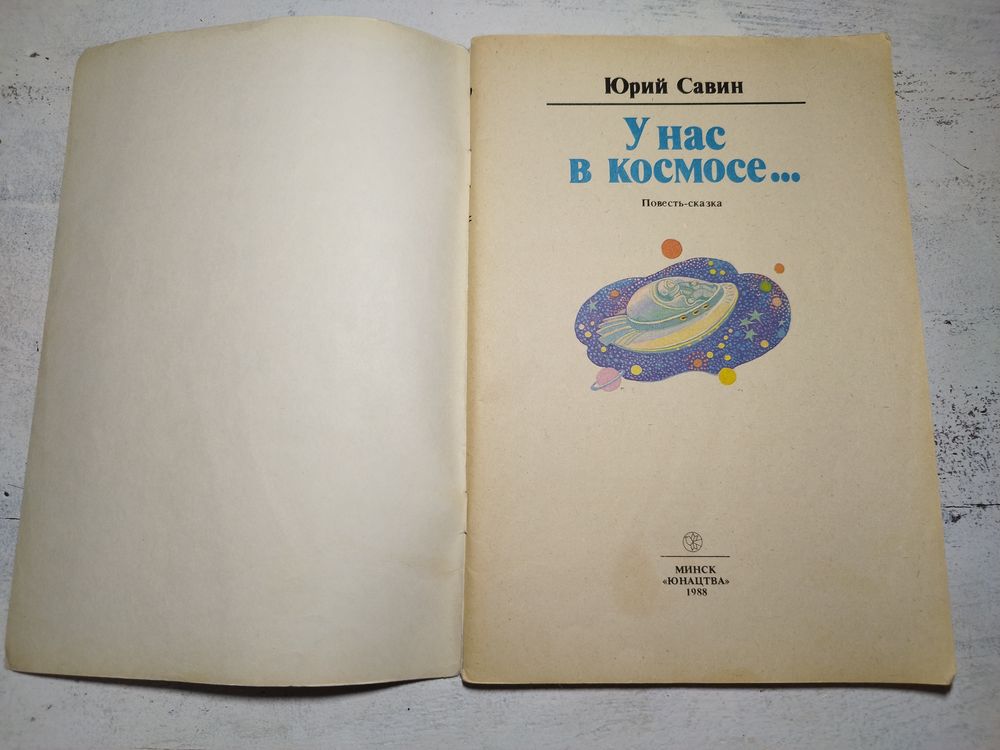 Юрий Савин
У нас
в космосе...
Повесть-сказка
МИНСК
«ЮНАЦТВА»
1988